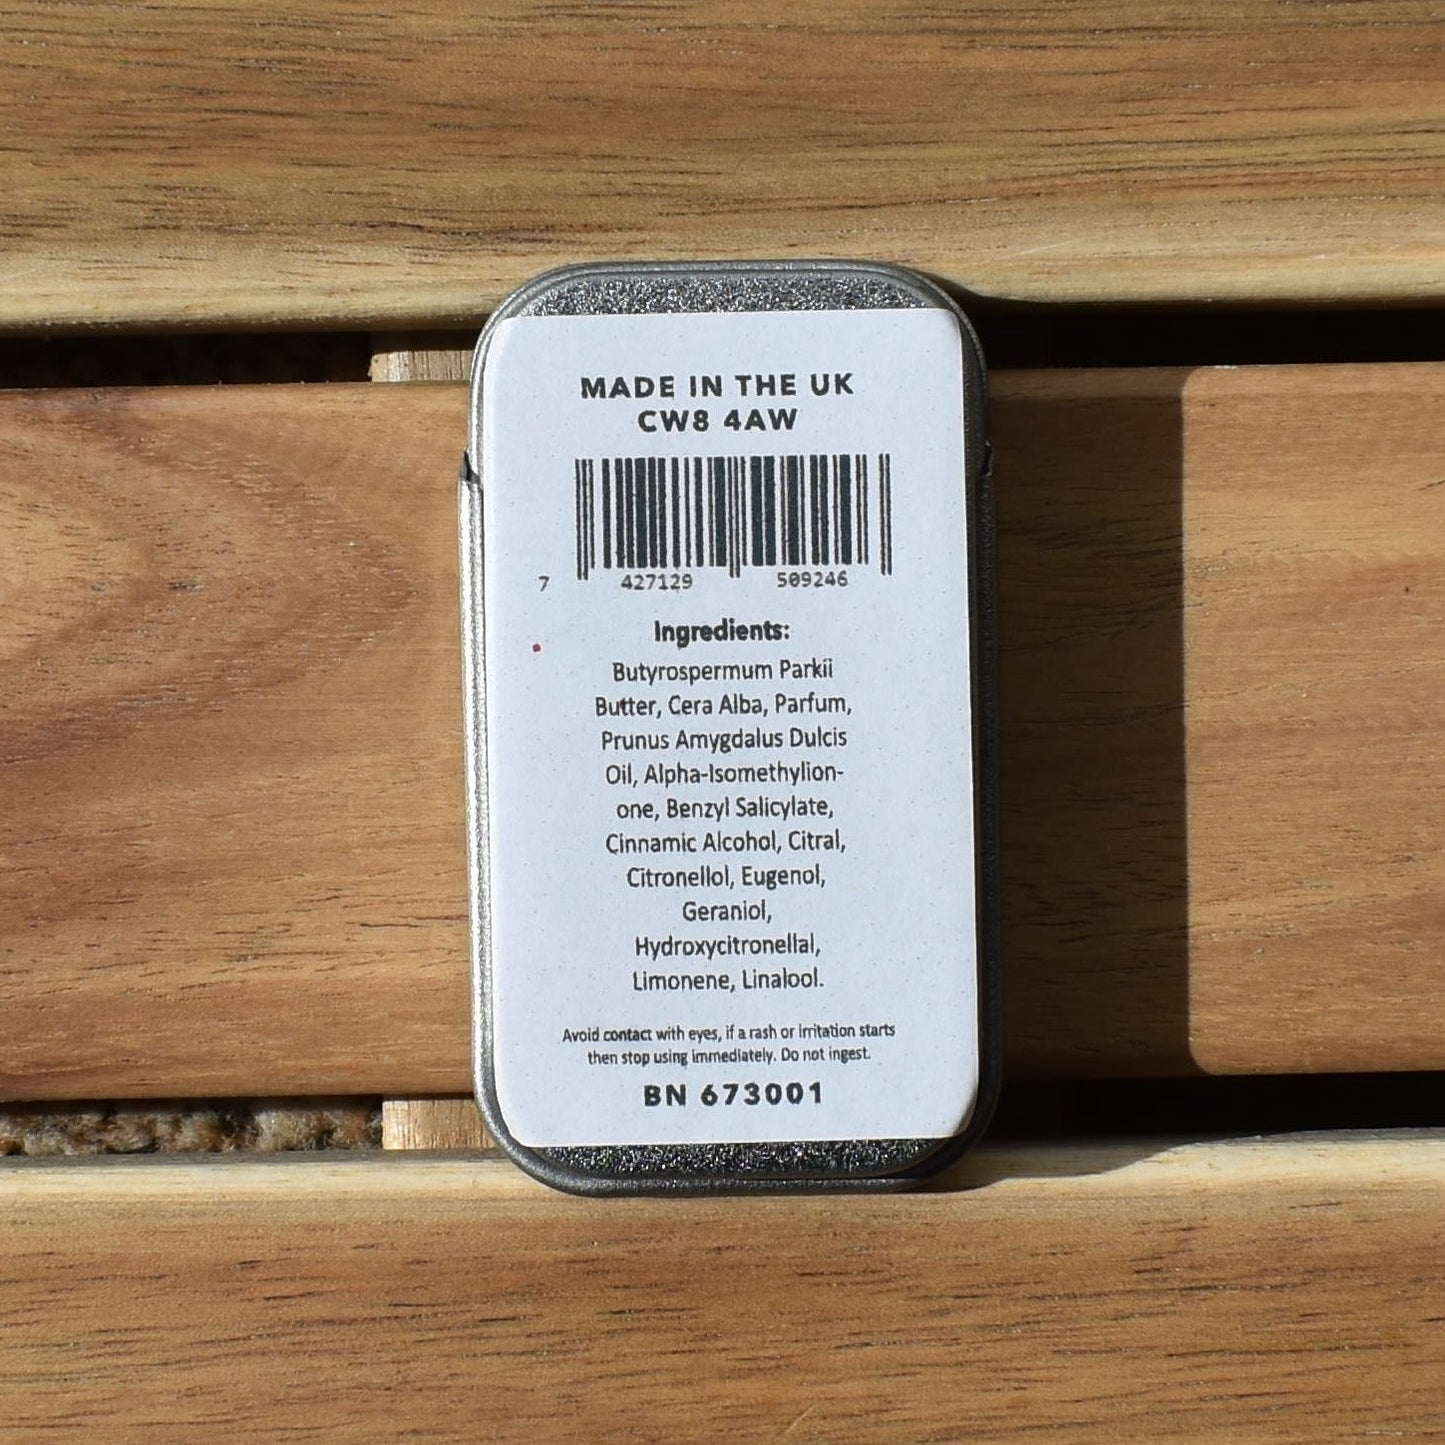 MADE IN THE UK
CW8 4AW
7 427129 509246
Ingredients:
Butyrospermum Parkii
Butter, Cera Alba, Parfum,
Prunus Amygdalus Dulcis
Oil, Alpha-Isomethylion-
one, Benzyl Salicylate,
Cinnamic Alcohol, Citral,
Citronellol, Eugenol,
Geraniol,
Hydroxycitronellal,
Limonene, Linalool.
Avoid contact with eyes, if a rash or irritation starts
then stop using immediately. Do not ingest.
BN 673001